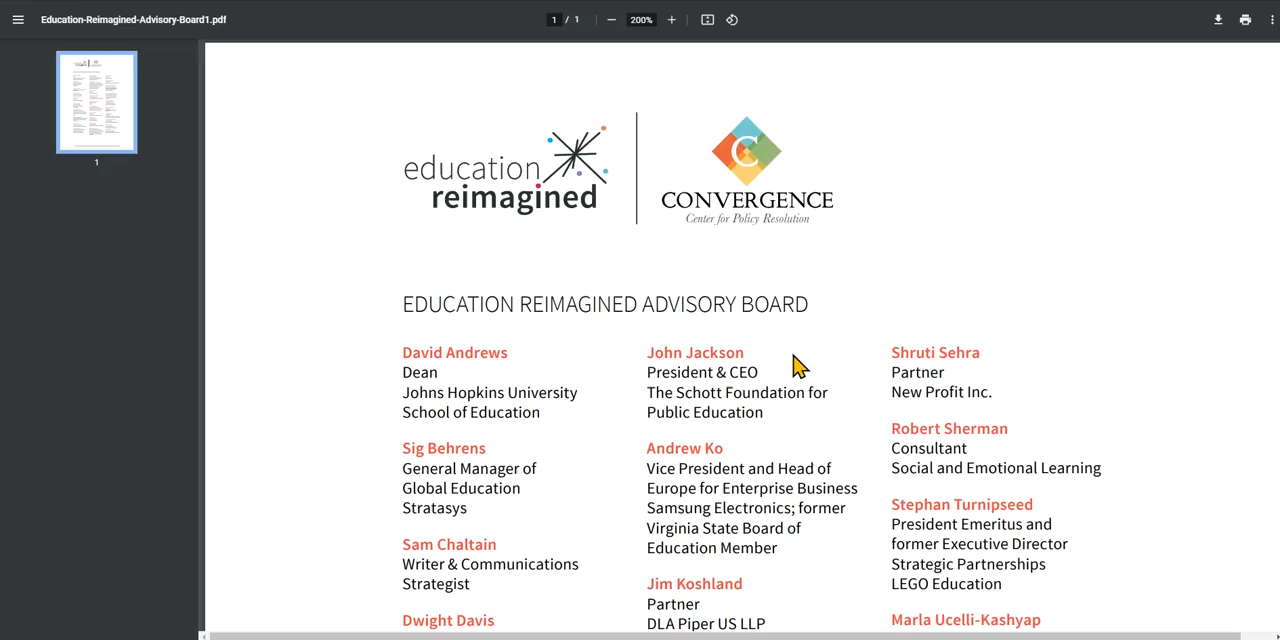 Education-Reimagined-Advisory-Board1.pdf
1 / 1
200%
1
education
reimagined
C
CONVERGENCE
Center for Policy Resolution
EDUCATION REIMAGINED ADVISORY BOARD
David Andrews
Dean
Johns Hopkins University
School of Education
Sig Behrens
General Manager of
Global Education
Stratasys
Sam Chaltain
Writer & Communications
Strategist
Dwight Davis
John Jackson
President & CEO
The Schott Foundation for
Public Education
Andrew Ko
Vice President and Head of
Europe for Enterprise Business
Samsung Electronics; former
Virginia State Board of
Education Member
Jim Koshland
Partner
DLA Piper US LLP
Shruti Sehra
Partner
New Profit Inc.
Robert Sherman
Consultant
Social and Emotional Learning
Stephan Turnipseed
President Emeritus and
former Executive Director
Strategic Partnerships
LEGO Education
Marla Ucelli-Kashyap